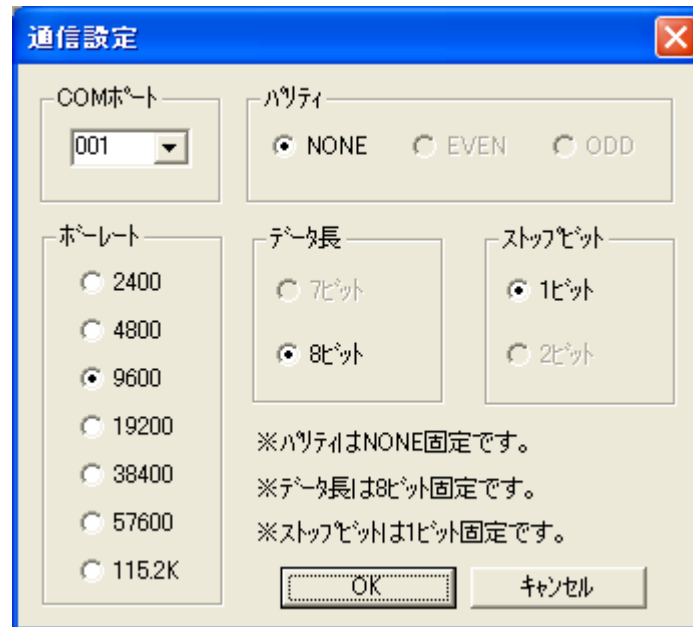 通信設定
COMﾎﾟｰﾄ
001
ﾊﾟﾘﾃｨ
NONE
EVEN
ODD
ﾎﾞｰﾚｰﾄ
2400
4800
9600
19200
38400
57600
115.2K
ﾃﾞｰﾀ長
7ﾋﾞｯﾄ
8ﾋﾞｯﾄ
ｽﾄｯﾌﾟﾋﾞｯﾄ
1ﾋﾞｯﾄ
2ﾋﾞｯﾄ
※ﾊﾟﾘﾃｨはNONE固定です。
※ﾃﾞｰﾀ長は8ﾋﾞｯﾄ固定です。
※ｽﾄｯﾌﾟﾋﾞｯﾄは1ﾋﾞｯﾄ固定です。
OK
ｷｬﾝｾﾙ